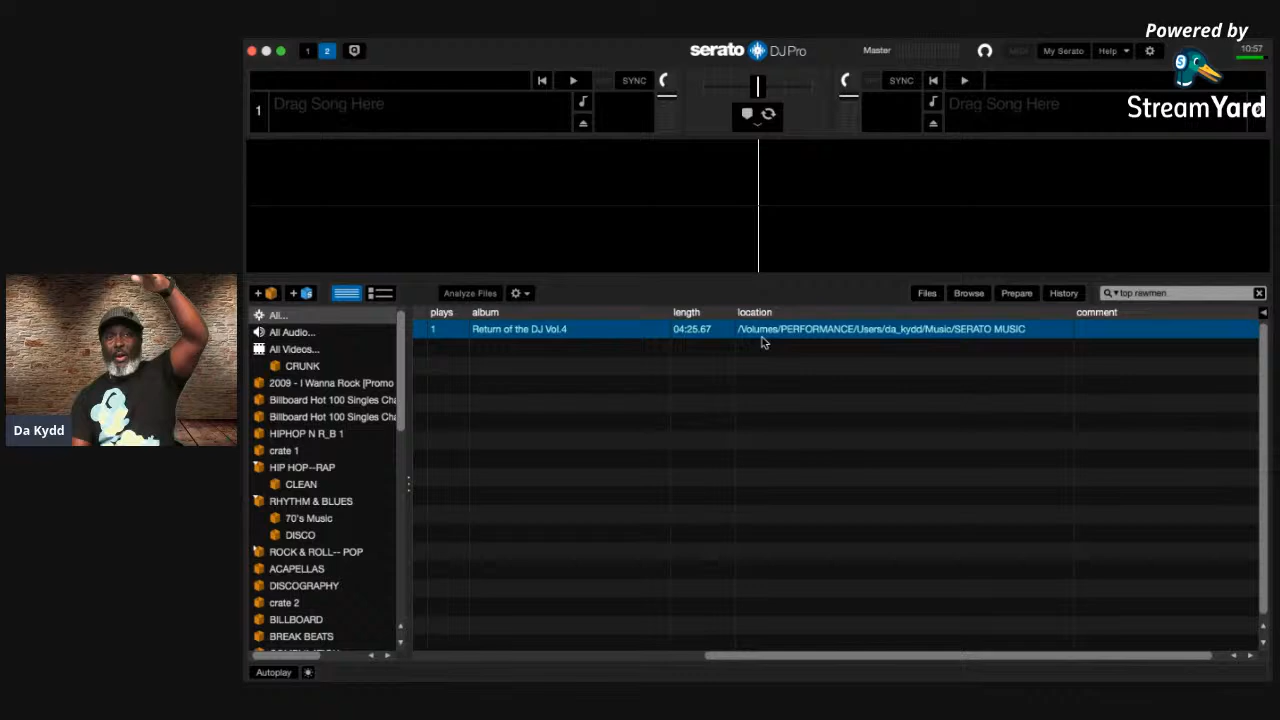 Powered by
StreamYard
Da Kydd
1
2
serato DJ Pro
Master
MIDI
My Serato
Help
10:57
SYNC
SYNC
1
Drag Song Here
Drag Song Here
Analyze Files
Files
Browse
Prepare
History
top rawmen
plays
album
length
location
comment
1
Return of the DJ Vol.4
04:25.67
/Volumes/PERFORMANCE/Users/da_kydd/Music/SERATO MUSIC
All...
All Audio...
All Videos...
CRUNK
2009 - I Wanna Rock [Promo
Billboard Hot 100 Singles Cha
Billboard Hot 100 Singles Cha
HIPHOP N R_B 1
crate 1
HIP HOP--RAP
CLEAN
RHYTHM & BLUES
70's Music
DISCO
ROCK & ROLL-- POP
ACAPELLAS
DISCOGRAPHY
crate 2
BILLBOARD
BREAK BEATS
Autoplay